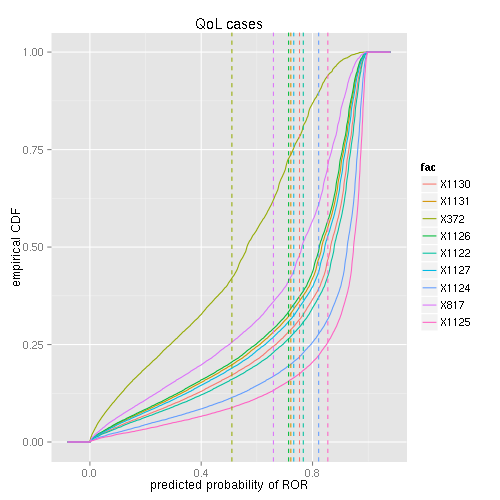 QoL cases
1.00
0.75
0.50
0.25
0.00
empirical CDF
0.0
0.4
0.8
predicted probability of ROR
fac
X1130
X1131
X372
X1126
X1122
X1127
X1124
X817
X1125